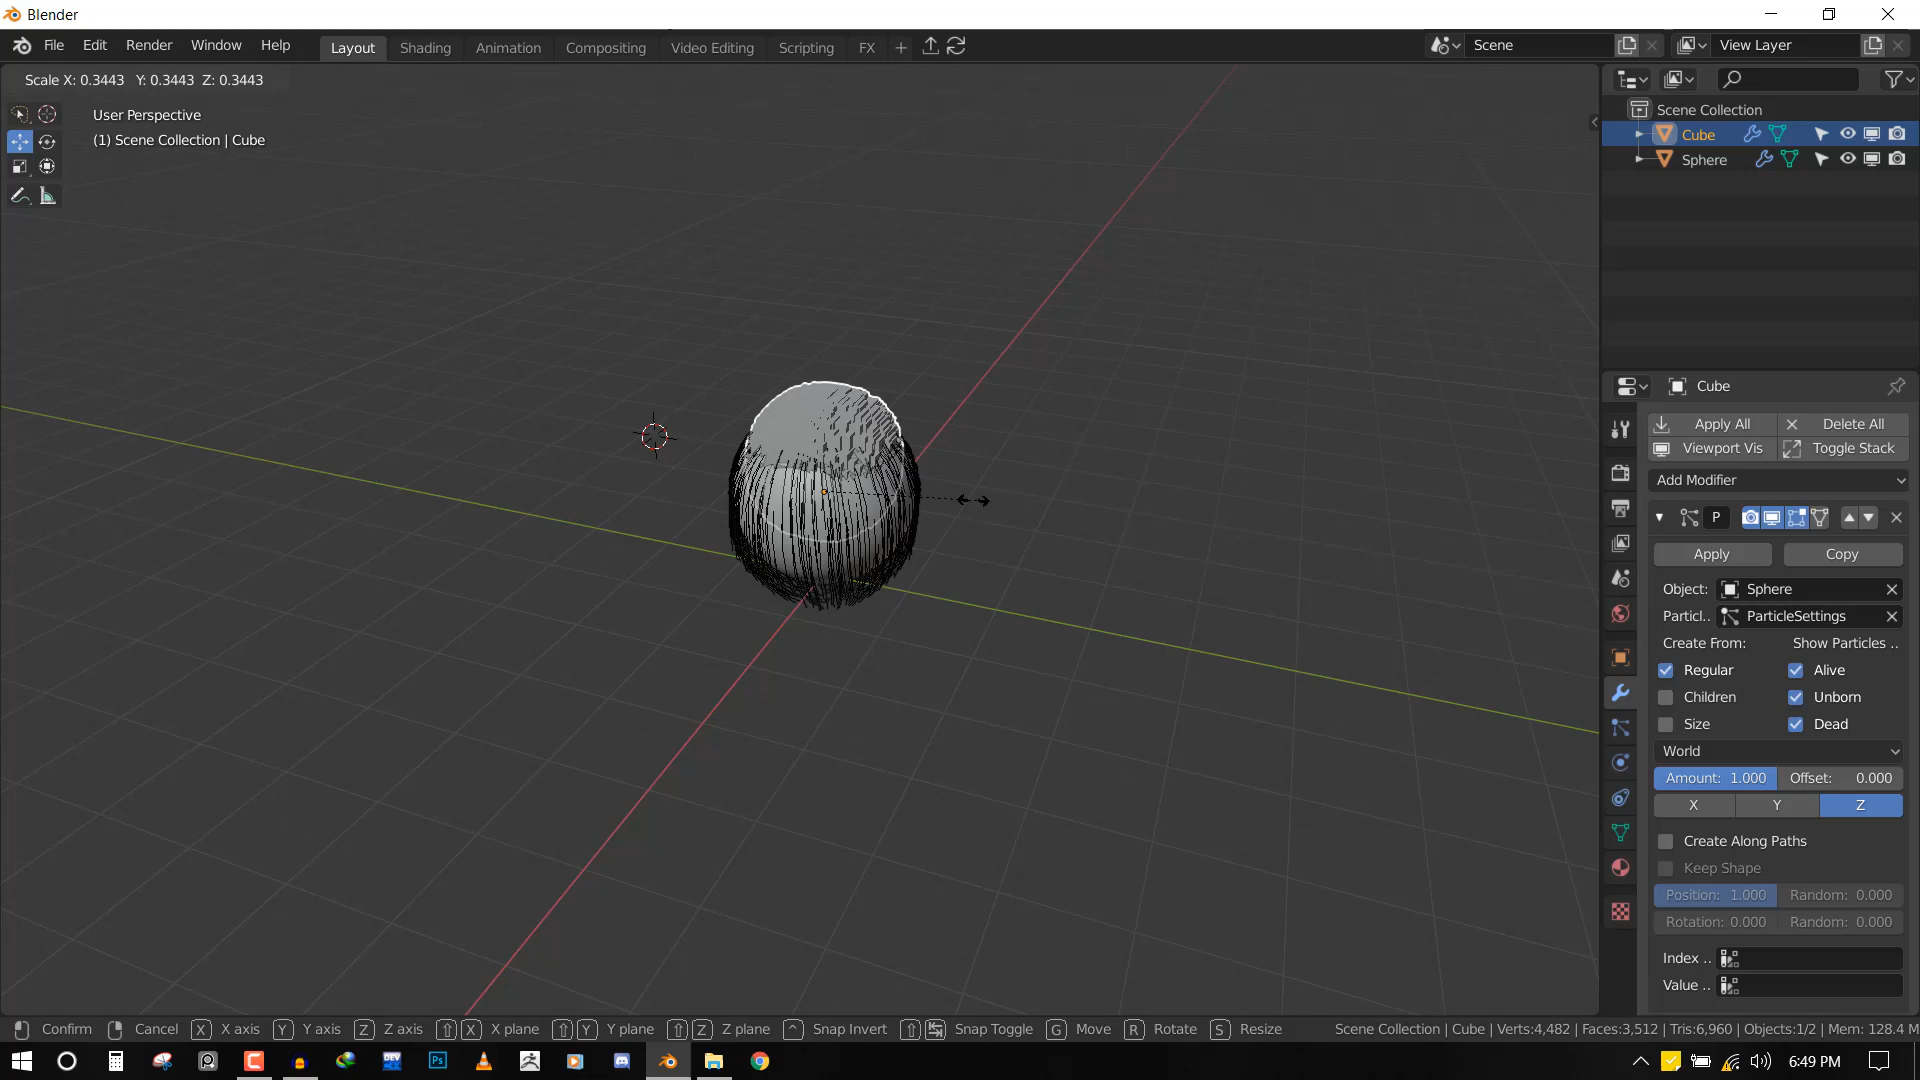 Blender
File Edit Render Window Help
Layout Shading Animation Compositing Video Editing Scripting FX +
Scene
View Layer
Scale X: 0.3443 Y: 0.3443 Z: 0.3443
User Perspective
(1) Scene Collection | Cube
Scene Collection
Cube
Sphere
Cube
Apply All
Delete All
Viewport Vis
Toggle Stack
Add Modifier
P
Apply
Copy
Object:
Sphere
Particl..
ParticleSettings
Create From:
Show Particles ..
Regular
Alive
Children
Unborn
Size
Dead
World
Amount: 1.000
Offset: 0.000
X
Y
Z
Create Along Paths
Keep Shape
Position: 1.000
Random: 0.000
Rotation: 0.000
Random: 0.000
Index ..
Value ..
Confirm Cancel X X axis Y Y axis Z Z axis X X plane Y Y plane Z Z plane ^ Snap Invert Snap Toggle G Move R Rotate S Resize
Scene Collection | Cube | Verts:4,482 | Faces:3,512 | Tris:6,960 | Objects:1/2 | Mem: 128.4 M
DEV
Ps
6:49 PM